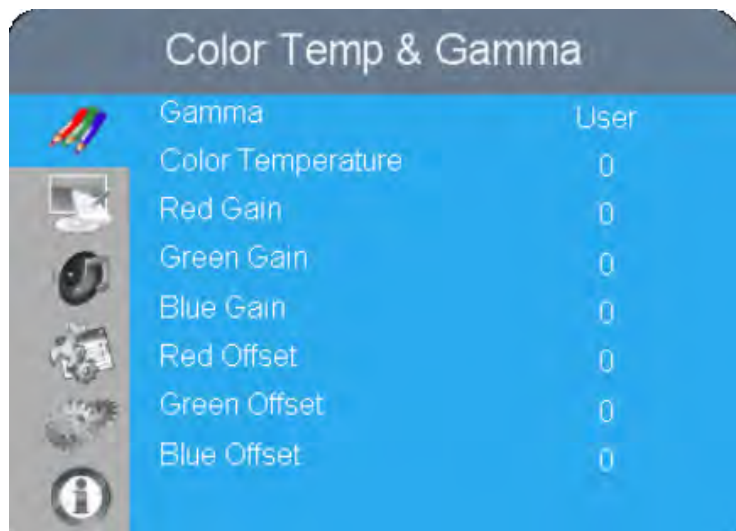 Color Temp & Gamma
Gamma User
Color Temperature 0
Red Gain 0
Green Gain 0
Blue Gain 0
Red Offset 0
Green Offset 0
Blue Offset 0